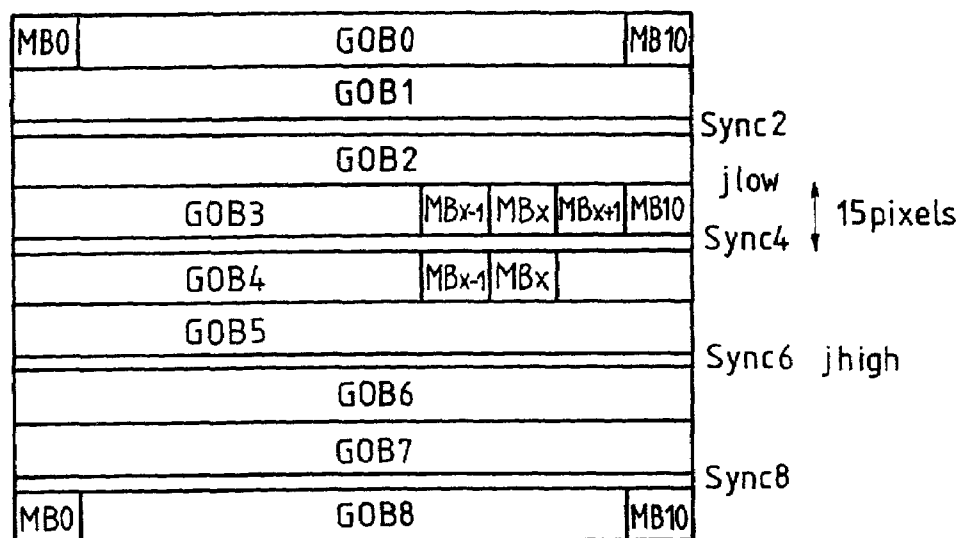 MB0 GOB0 MB10
GOB1
Sync2
GOB2
jlow
GOB3 MBx-1 MBx MBx+1 MB10
15pixels
Sync4
GOB4 MBx-1 MBx
GOB5
Sync6 jhigh
GOB6
GOB7
Sync8
MB0 GOB8 MB10